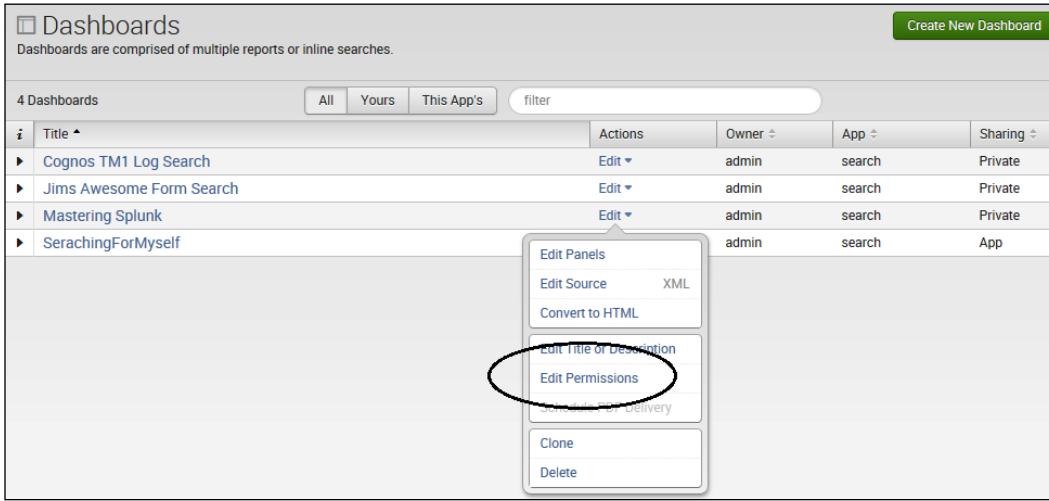 Dashboards
Create New Dashboard
Dashboards are comprised of multiple reports or inline searches.
4 Dashboards All Yours This App's filter
i Title Actions Owner App Sharing
Cognos TM1 Log Search Edit admin search Private
Jims Awesome Form Search Edit admin search Private
Mastering Splunk Edit admin search Private
SerachingForMyself admin search App
Edit Panels
Edit Source XML
Convert to HTML
Edit Title or Description
Edit Permissions
Schedule PDF Delivery
Clone
Delete